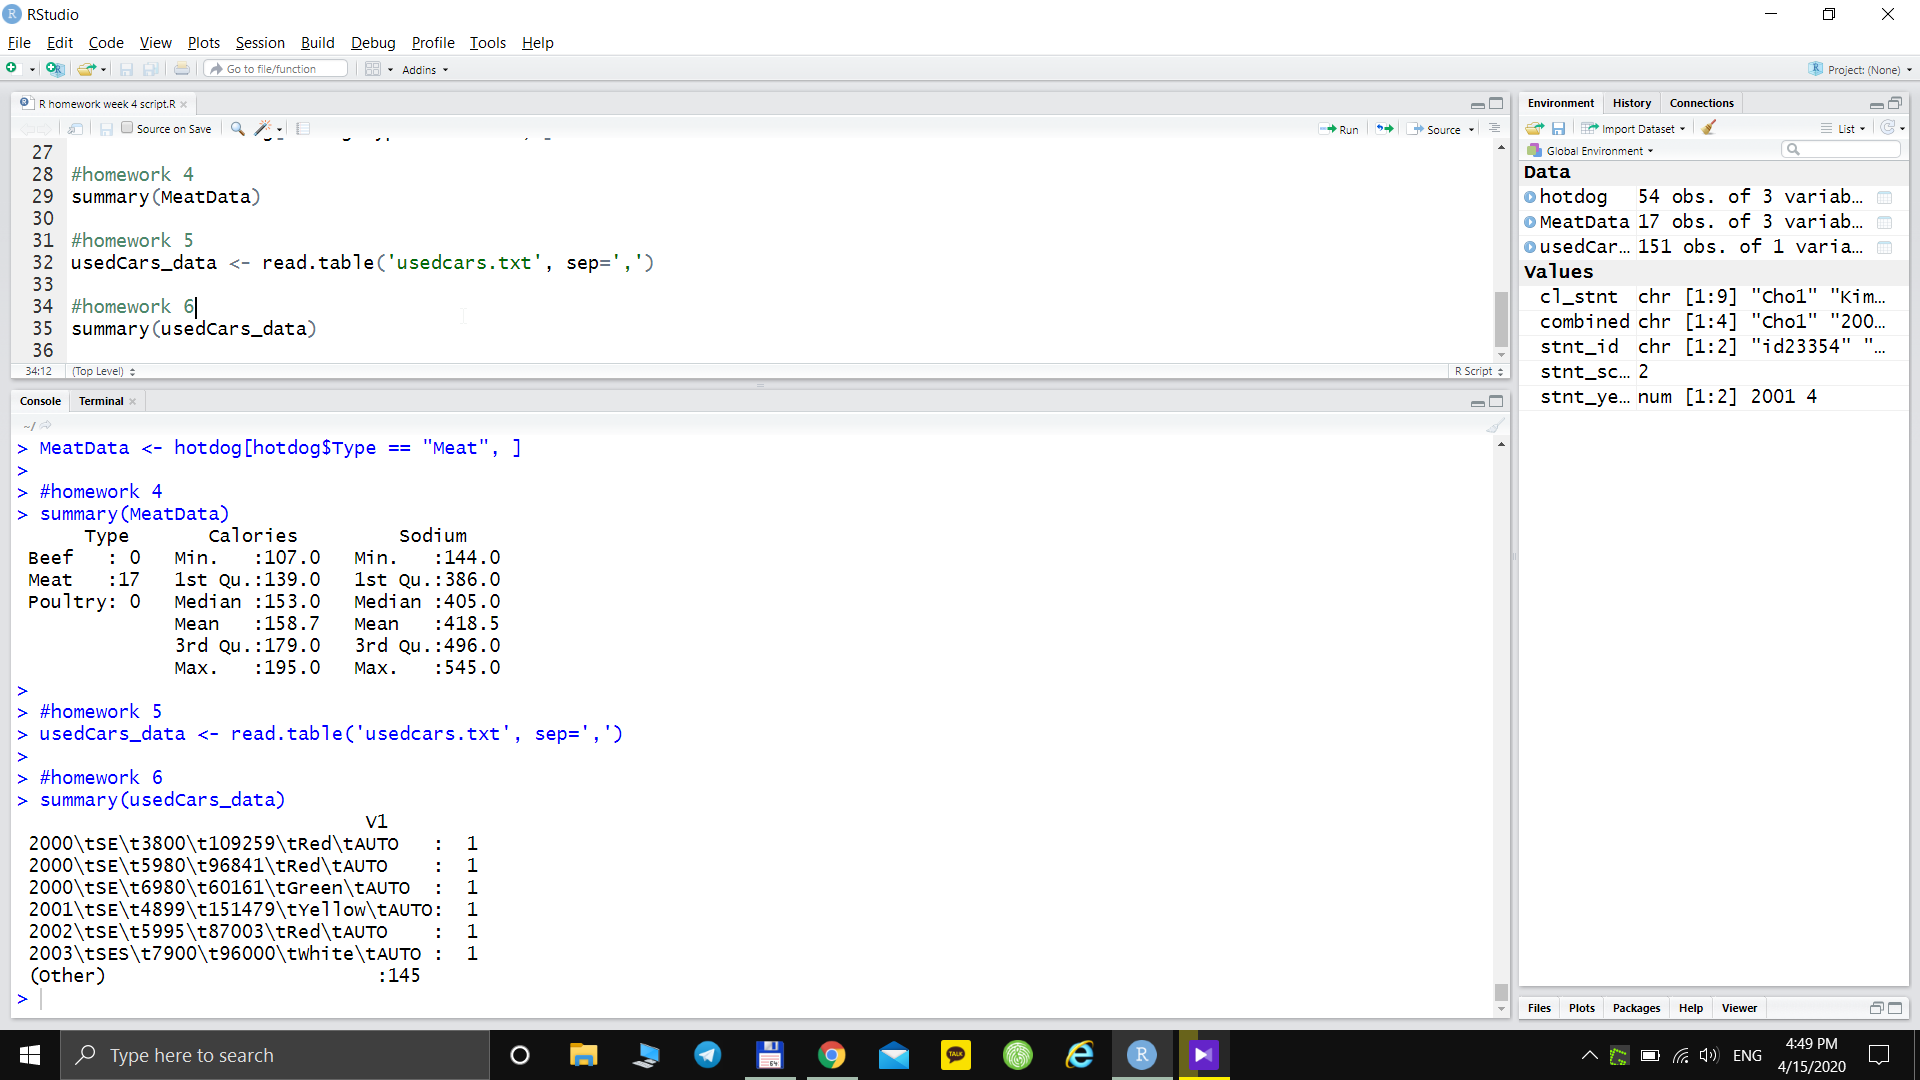 RStudio
File Edit Code View Plots Session Build Debug Profile Tools Help
Go to file/function Addins Project: (None)
R homework week 4 script.R
Source on Save Run Source
27
28 #homework 4
29 summary(MeatData)
30
31 #homework 5
32 usedCars_data <- read.table('usedcars.txt', sep=',')
33
34 #homework 6
35 summary(usedCars_data)
36
34:12 (Top Level) R Script
Console Terminal
~/
> MeatData <- hotdog[hotdog$Type == "Meat", ]
>
> #homework 4
> summary(MeatData)
Type Calories Sodium
Beef : 0 Min. :107.0 Min. :144.0
Meat :17 1st Qu.:139.0 1st Qu.:386.0
Poultry: 0 Median :153.0 Median :405.0
Mean :158.7 Mean :418.5
3rd Qu.:179.0 3rd Qu.:496.0
Max. :195.0 Max. :545.0
>
> #homework 5
> usedCars_data <- read.table('usedcars.txt', sep=',')
>
> #homework 6
> summary(usedCars_data)
V1
2000\tSE\t3800\t109259\tRed\tAUTO : 1
2000\tSE\t5980\t96841\tRed\tAUTO : 1
2000\tSE\t6980\t60161\tGreen\tAUTO : 1
2001\tSE\t4899\t151479\tYellow\tAUTO: 1
2002\tSE\t5995\t87003\tRed\tAUTO : 1
2003\tSES\t7900\t96000\tWhite\tAUTO : 1
(Other) :145
>
Environment History Connections
Import Dataset List
Global Environment
Data
hotdog 54 obs. of 3 variab...
MeatData 17 obs. of 3 variab...
usedCar... 151 obs. of 1 varia...
Values
cl_stnt chr [1:9] "Cho1" "Kim...
combined chr [1:4] "Cho1" "200...
stnt_id chr [1:2] "id23354" "...
stnt_sc... 2
stnt_ye... num [1:2] 2001 4
Files Plots Packages Help Viewer
Type here to search
TALK
ENG
4:49 PM
4/15/2020